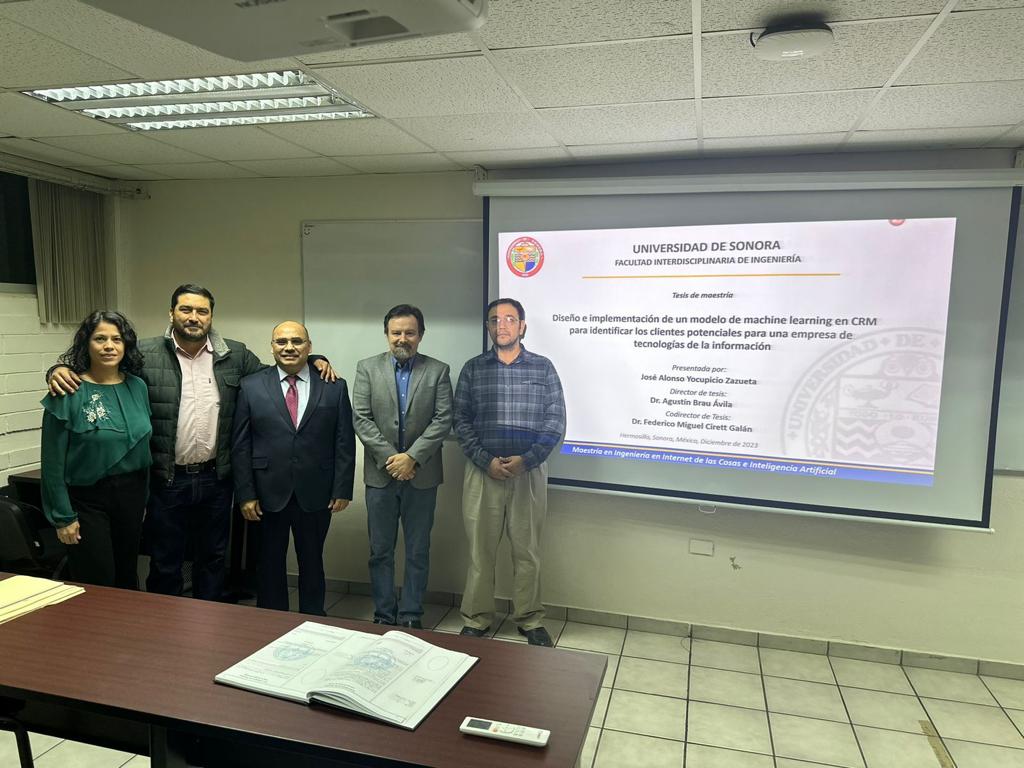 UNIVERSIDAD DE SONORA
FACULTAD INTERDISCIPLINARIA DE INGENIERÍA
Tesis de maestría
Diseño e implementación de un modelo de machine learning en CRM
para identificar los clientes potenciales para una empresa de
tecnologías de la información
Presentada por:
José Alonso Yocupicio Zazueta
Director de tesis:
Dr. Agustín Brau Ávila
Codirector de Tesis:
Dr. Federico Miguel Cirett Galán
Hermosillo, Sonora, México, Diciembre de 2023
Maestría en Ingeniería en Internet de las Cosas e Inteligencia Artificial